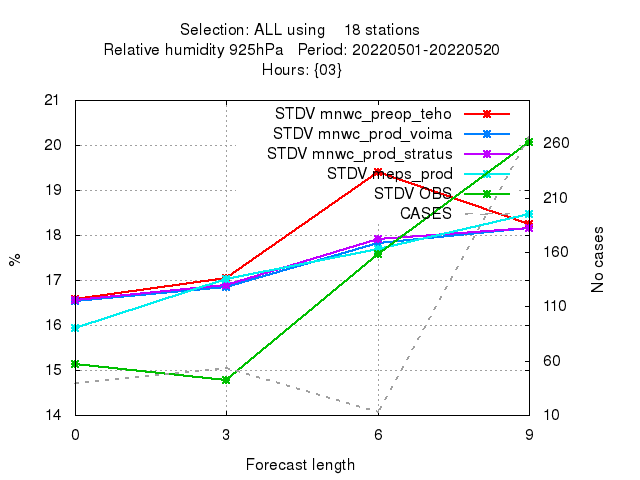 Selection: ALL using 18 stations
Relative humidity 925hPa Period: 20220501-20220520
Hours: {03}
STDV mnwc_preop_teho
STDV mnwc_prod_voima
STDV mnwc_prod_stratus
STDV meps_prod
STDV OBS
CASES
%
21
20
19
18
17
16
15
14
260
210
160
110
60
10
No cases
0 3 6 9
Forecast length